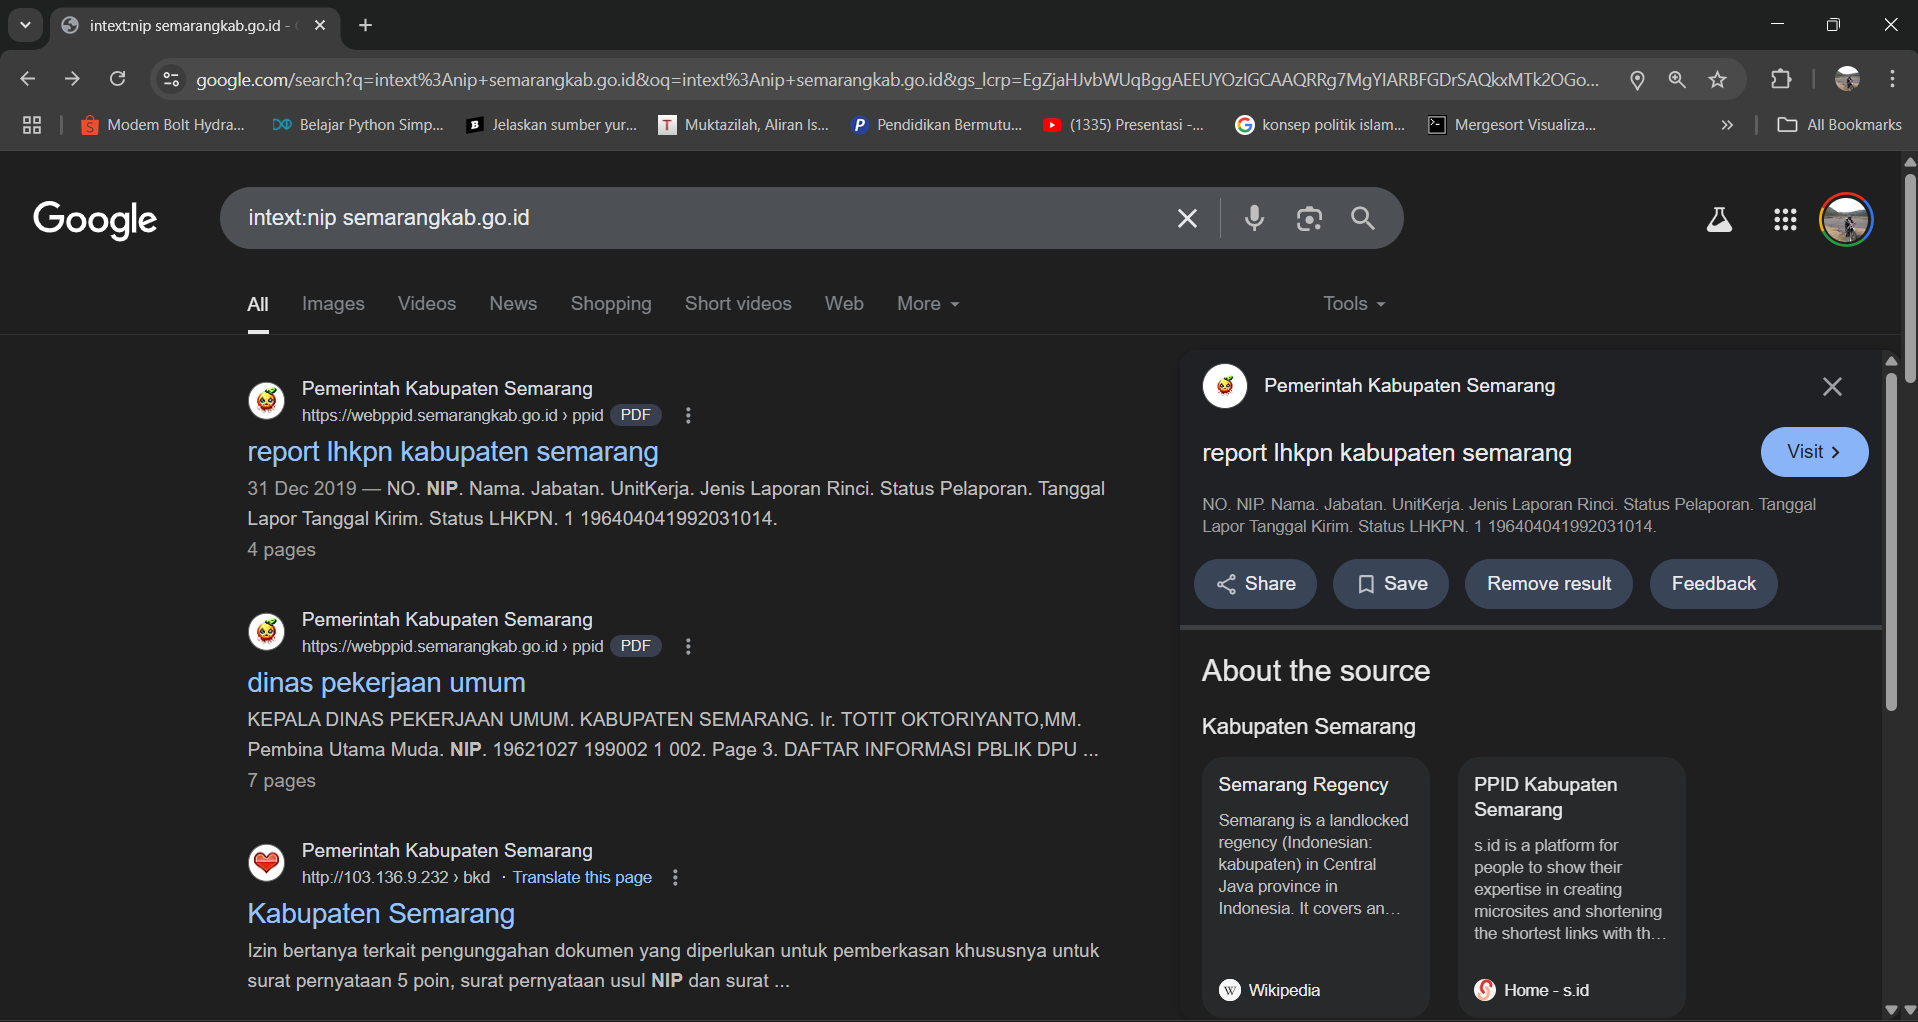 intext:nip semarangkab.go.id -
google.com/search?q=intext%3Anip+semarangkab.go.id&oq=intext%3Anip+semarangkab.go.id&gs_lcrp=EgZjaHJvbWUqBggAEEUYOzIGCAAQRRg7MgYIARBFGDrSAQkxMTk2OGo...
Modem Bolt Hydra...
Belajar Python Simp...
Jelaskan sumber yur...
Muktazilah, Aliran Is...
Pendidikan Bermutu...
(1335) Presentasi -...
konsep politik islam...
Mergesort Visualiza...
All Bookmarks
Google
intext:nip semarangkab.go.id
All Images Videos News Shopping Short videos Web More Tools
Pemerintah Kabupaten Semarang
https://webppid.semarangkab.go.id › ppid PDF
report lhkpn kabupaten semarang
31 Dec 2019 — NO. NIP. Nama. Jabatan. UnitKerja. Jenis Laporan Rinci. Status Pelaporan. Tanggal
Lapor Tanggal Kirim. Status LHKPN. 1 196404041992031014.
4 pages
Pemerintah Kabupaten Semarang
https://webppid.semarangkab.go.id › ppid PDF
dinas pekerjaan umum
KEPALA DINAS PEKERJAAN UMUM. KABUPATEN SEMARANG. Ir. TOTIT OKTORIYANTO,MM.
Pembina Utama Muda. NIP. 19621027 199002 1 002. Page 3. DAFTAR INFORMASI PBLIK DPU ...
7 pages
Pemerintah Kabupaten Semarang
http://103.136.9.232 › bkd · Translate this page
Kabupaten Semarang
Izin bertanya terkait pengunggahan dokumen yang diperlukan untuk pemberkasan khususnya untuk
surat pernyataan 5 poin, surat pernyataan usul NIP dan surat ...
Pemerintah Kabupaten Semarang
report lhkpn kabupaten semarang
Visit
NO. NIP. Nama. Jabatan. UnitKerja. Jenis Laporan Rinci. Status Pelaporan. Tanggal
Lapor Tanggal Kirim. Status LHKPN. 1 196404041992031014.
Share Save Remove result Feedback
About the source
Kabupaten Semarang
Semarang Regency
Semarang is a landlocked
regency (Indonesian:
kabupaten) in Central
Java province in
Indonesia. It covers an...
Wikipedia
PPID Kabupaten
Semarang
s.id is a platform for
people to show their
expertise in creating
microsites and shortening
the shortest links with th...
Home - s.id